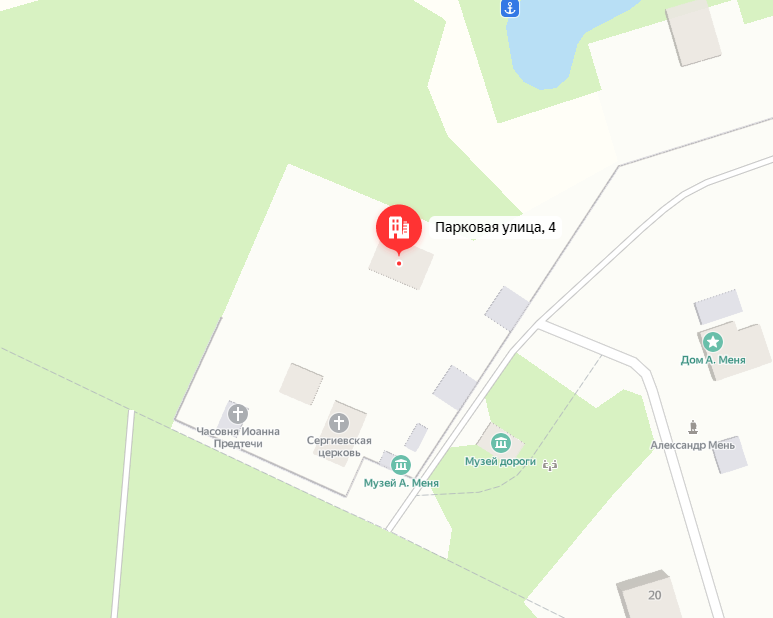 Парковая улица, 4
Дом А. Меня
Часовня Иоанна
Предтечи
Сергиевская
церковь
Александр Мень
Музей дороги
Музей А. Меня
20